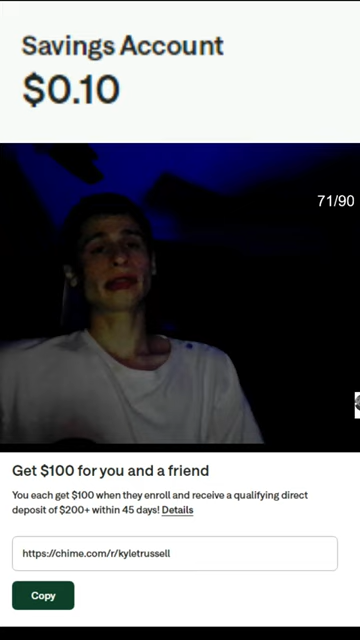 Savings Account
$0.10
71/90
Get $100 for you and a friend
You each get $100 when they enroll and receive a qualifying direct
deposit of $200+ within 45 days! Details
https://chime.com/r/kyletrussell
Copy